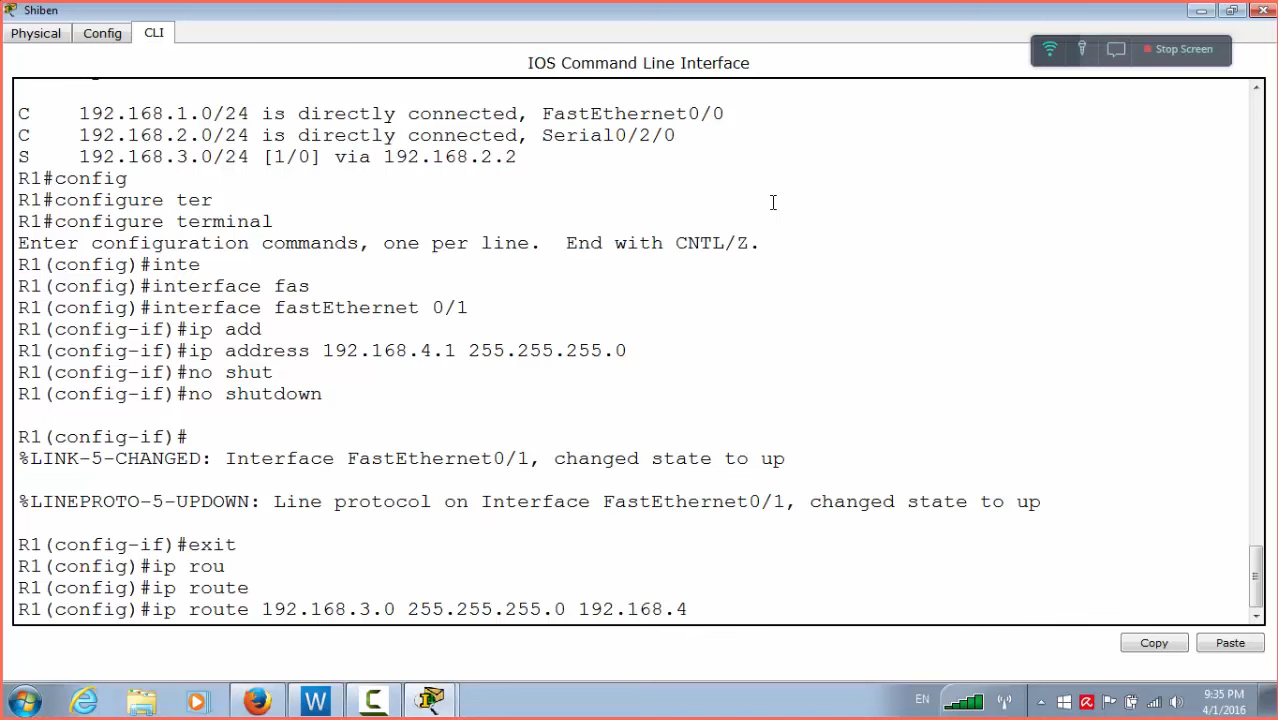 Shiben
Physical
Config
CLI
Stop Screen
IOS Command Line Interface
C 192.168.1.0/24 is directly connected, FastEthernet0/0
C 192.168.2.0/24 is directly connected, Serial0/2/0
S 192.168.3.0/24 [1/0] via 192.168.2.2
R1#config
R1#configure ter
R1#configure terminal
Enter configuration commands, one per line. End with CNTL/Z.
R1(config)#inte
R1(config)#interface fas
R1(config)#interface fastEthernet 0/1
R1(config-if)#ip add
R1(config-if)#ip address 192.168.4.1 255.255.255.0
R1(config-if)#no shut
R1(config-if)#no shutdown
R1(config-if)#
%LINK-5-CHANGED: Interface FastEthernet0/1, changed state to up
%LINEPROTO-5-UPDOWN: Line protocol on Interface FastEthernet0/1, changed state to up
R1(config-if)#exit
R1(config)#ip rou
R1(config)#ip route
R1(config)#ip route 192.168.3.0 255.255.255.0 192.168.4
Copy
Paste
EN
9:35 PM
4/1/2016